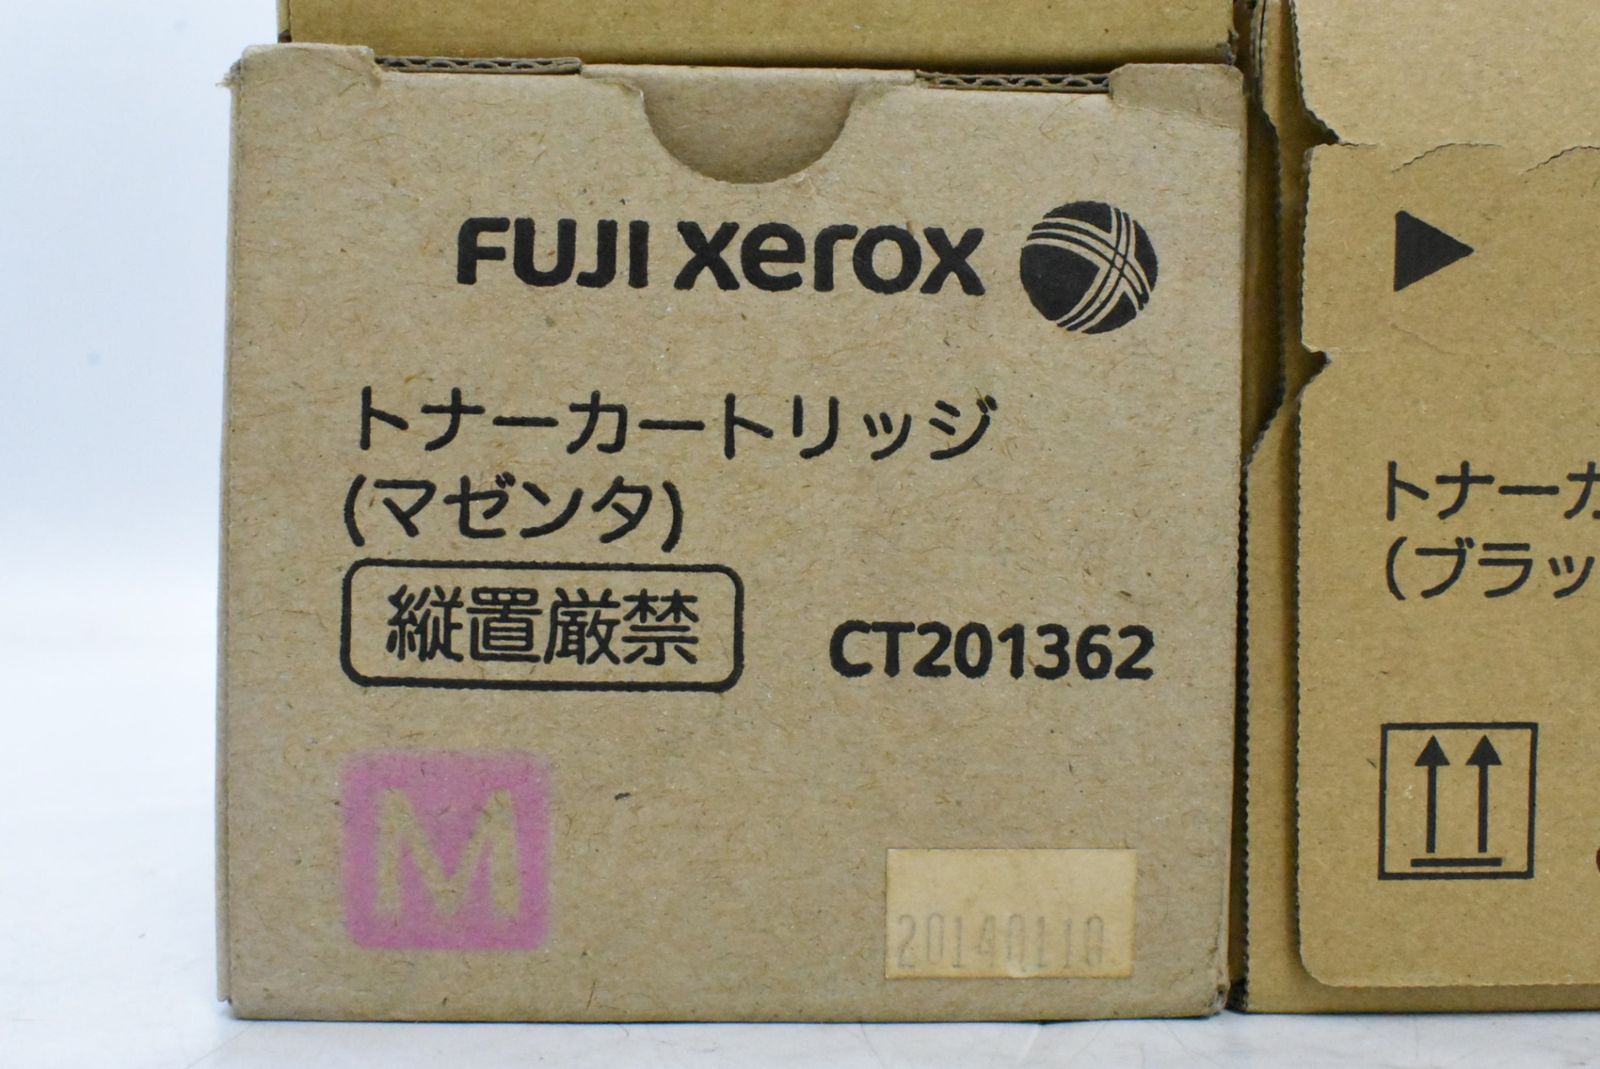 FUJI xerox
トナーカートリッジ
(マゼンタ)
縦置厳禁
CT201362
M
20140110
トナーカ
(ブラッ